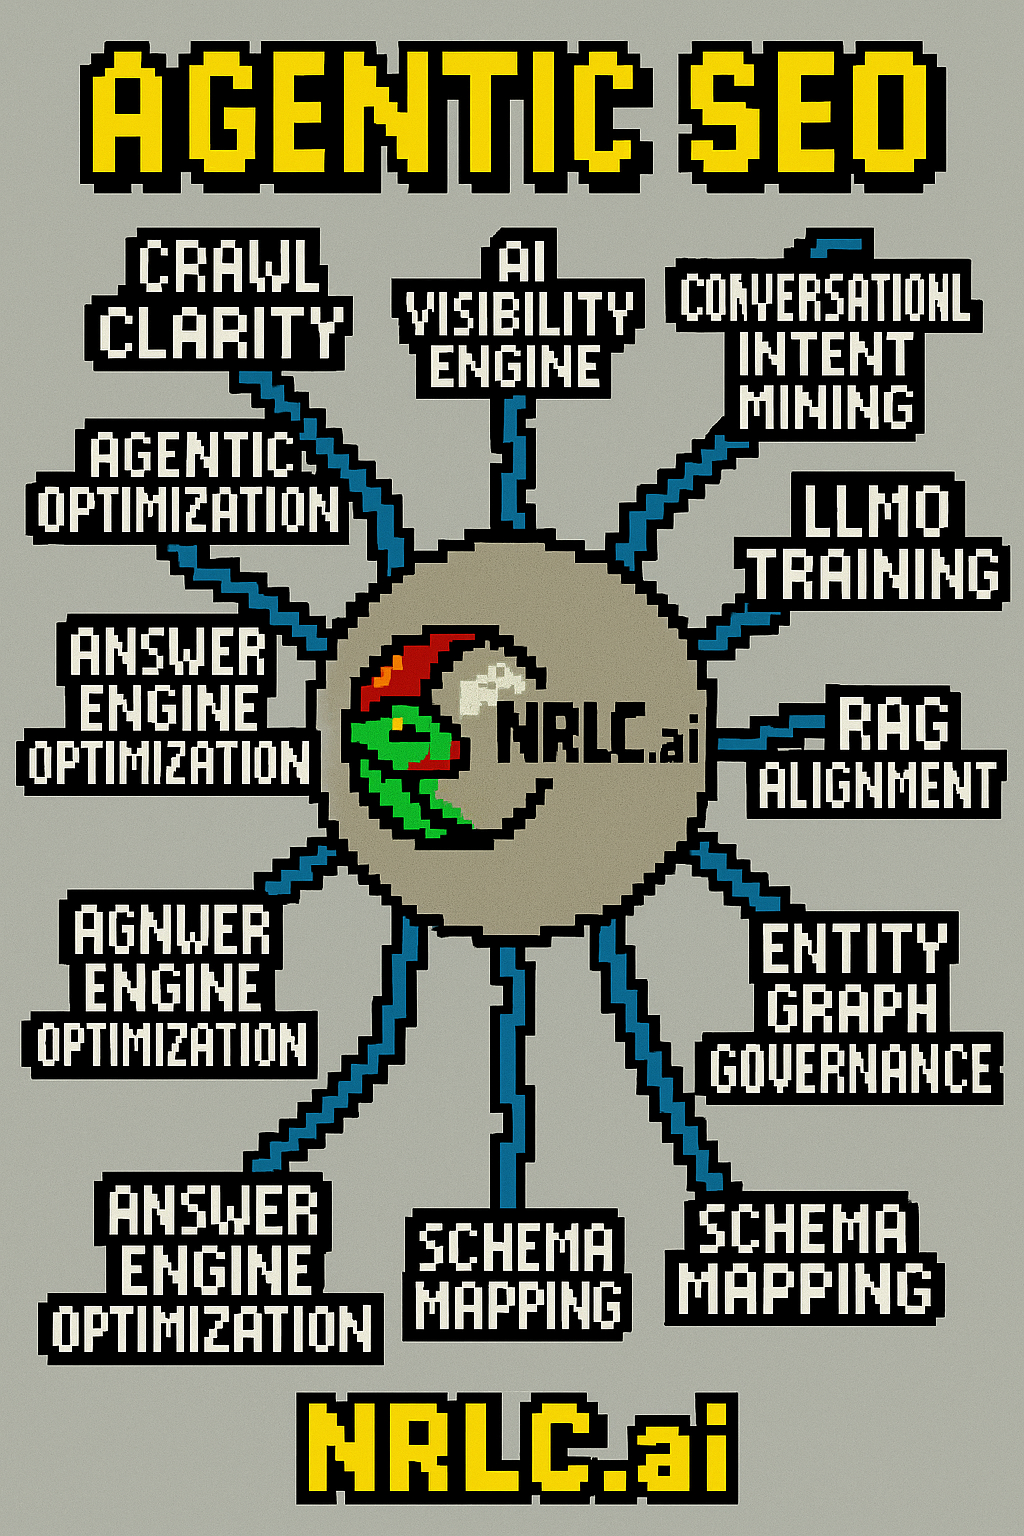 AGENTIC SEO
CRAWL
CLARITY
AI
VISIBILITY
ENGINE
CONVERSATIONL
INTENT
MINING
AGENTIC
OPTIMIZATION
LLMO
TRAINING
ANSWER
ENGINE
OPTIMIZATION
NRLC.ai
RAG
ALIGNMENT
AGNWER
ENGINE
OPTIMIZATION
ENTITY
GRAPH
GOVERNANCE
ANSWER
ENGINE
OPTIMIZATION
SCHEMA
MAPPING
SCHEMA
MAPPING
NRLC.ai